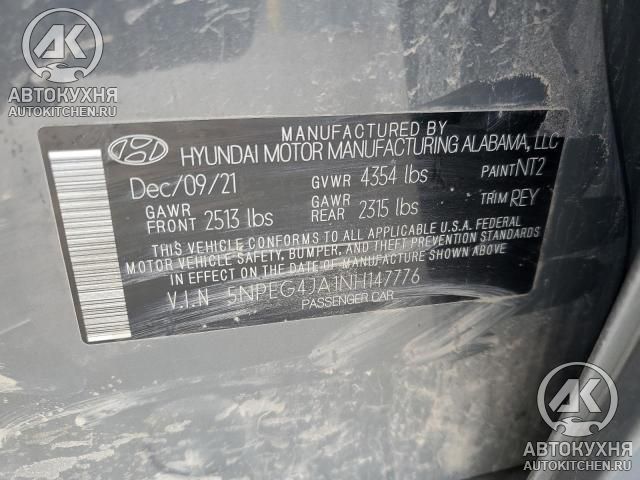 AK
АВТОКУХНЯ
AUTOKITCHEN.RU
MANUFACTURED BY
HYUNDAI MOTOR MANUFACTURING ALABAMA, LLC
Dec/09/21 GVWR 4354 lbs PAINT NT2
GAWR FRONT 2513 lbs GAWR REAR 2315 lbs TRIM REY
THIS VEHICLE CONFORMS TO ALL APPLICABLE U.S.A. FEDERAL
MOTOR VEHICLE SAFETY, BUMPER, AND THEFT PREVENTION STANDARDS
IN EFFECT ON THE DATE OF MANUFACTURE SHOWN ABOVE
V.I.N 5NPEG4JA1NH147776
PASSENGER CAR
AK
АВТОКУХНЯ
AUTOKITCHEN.RU